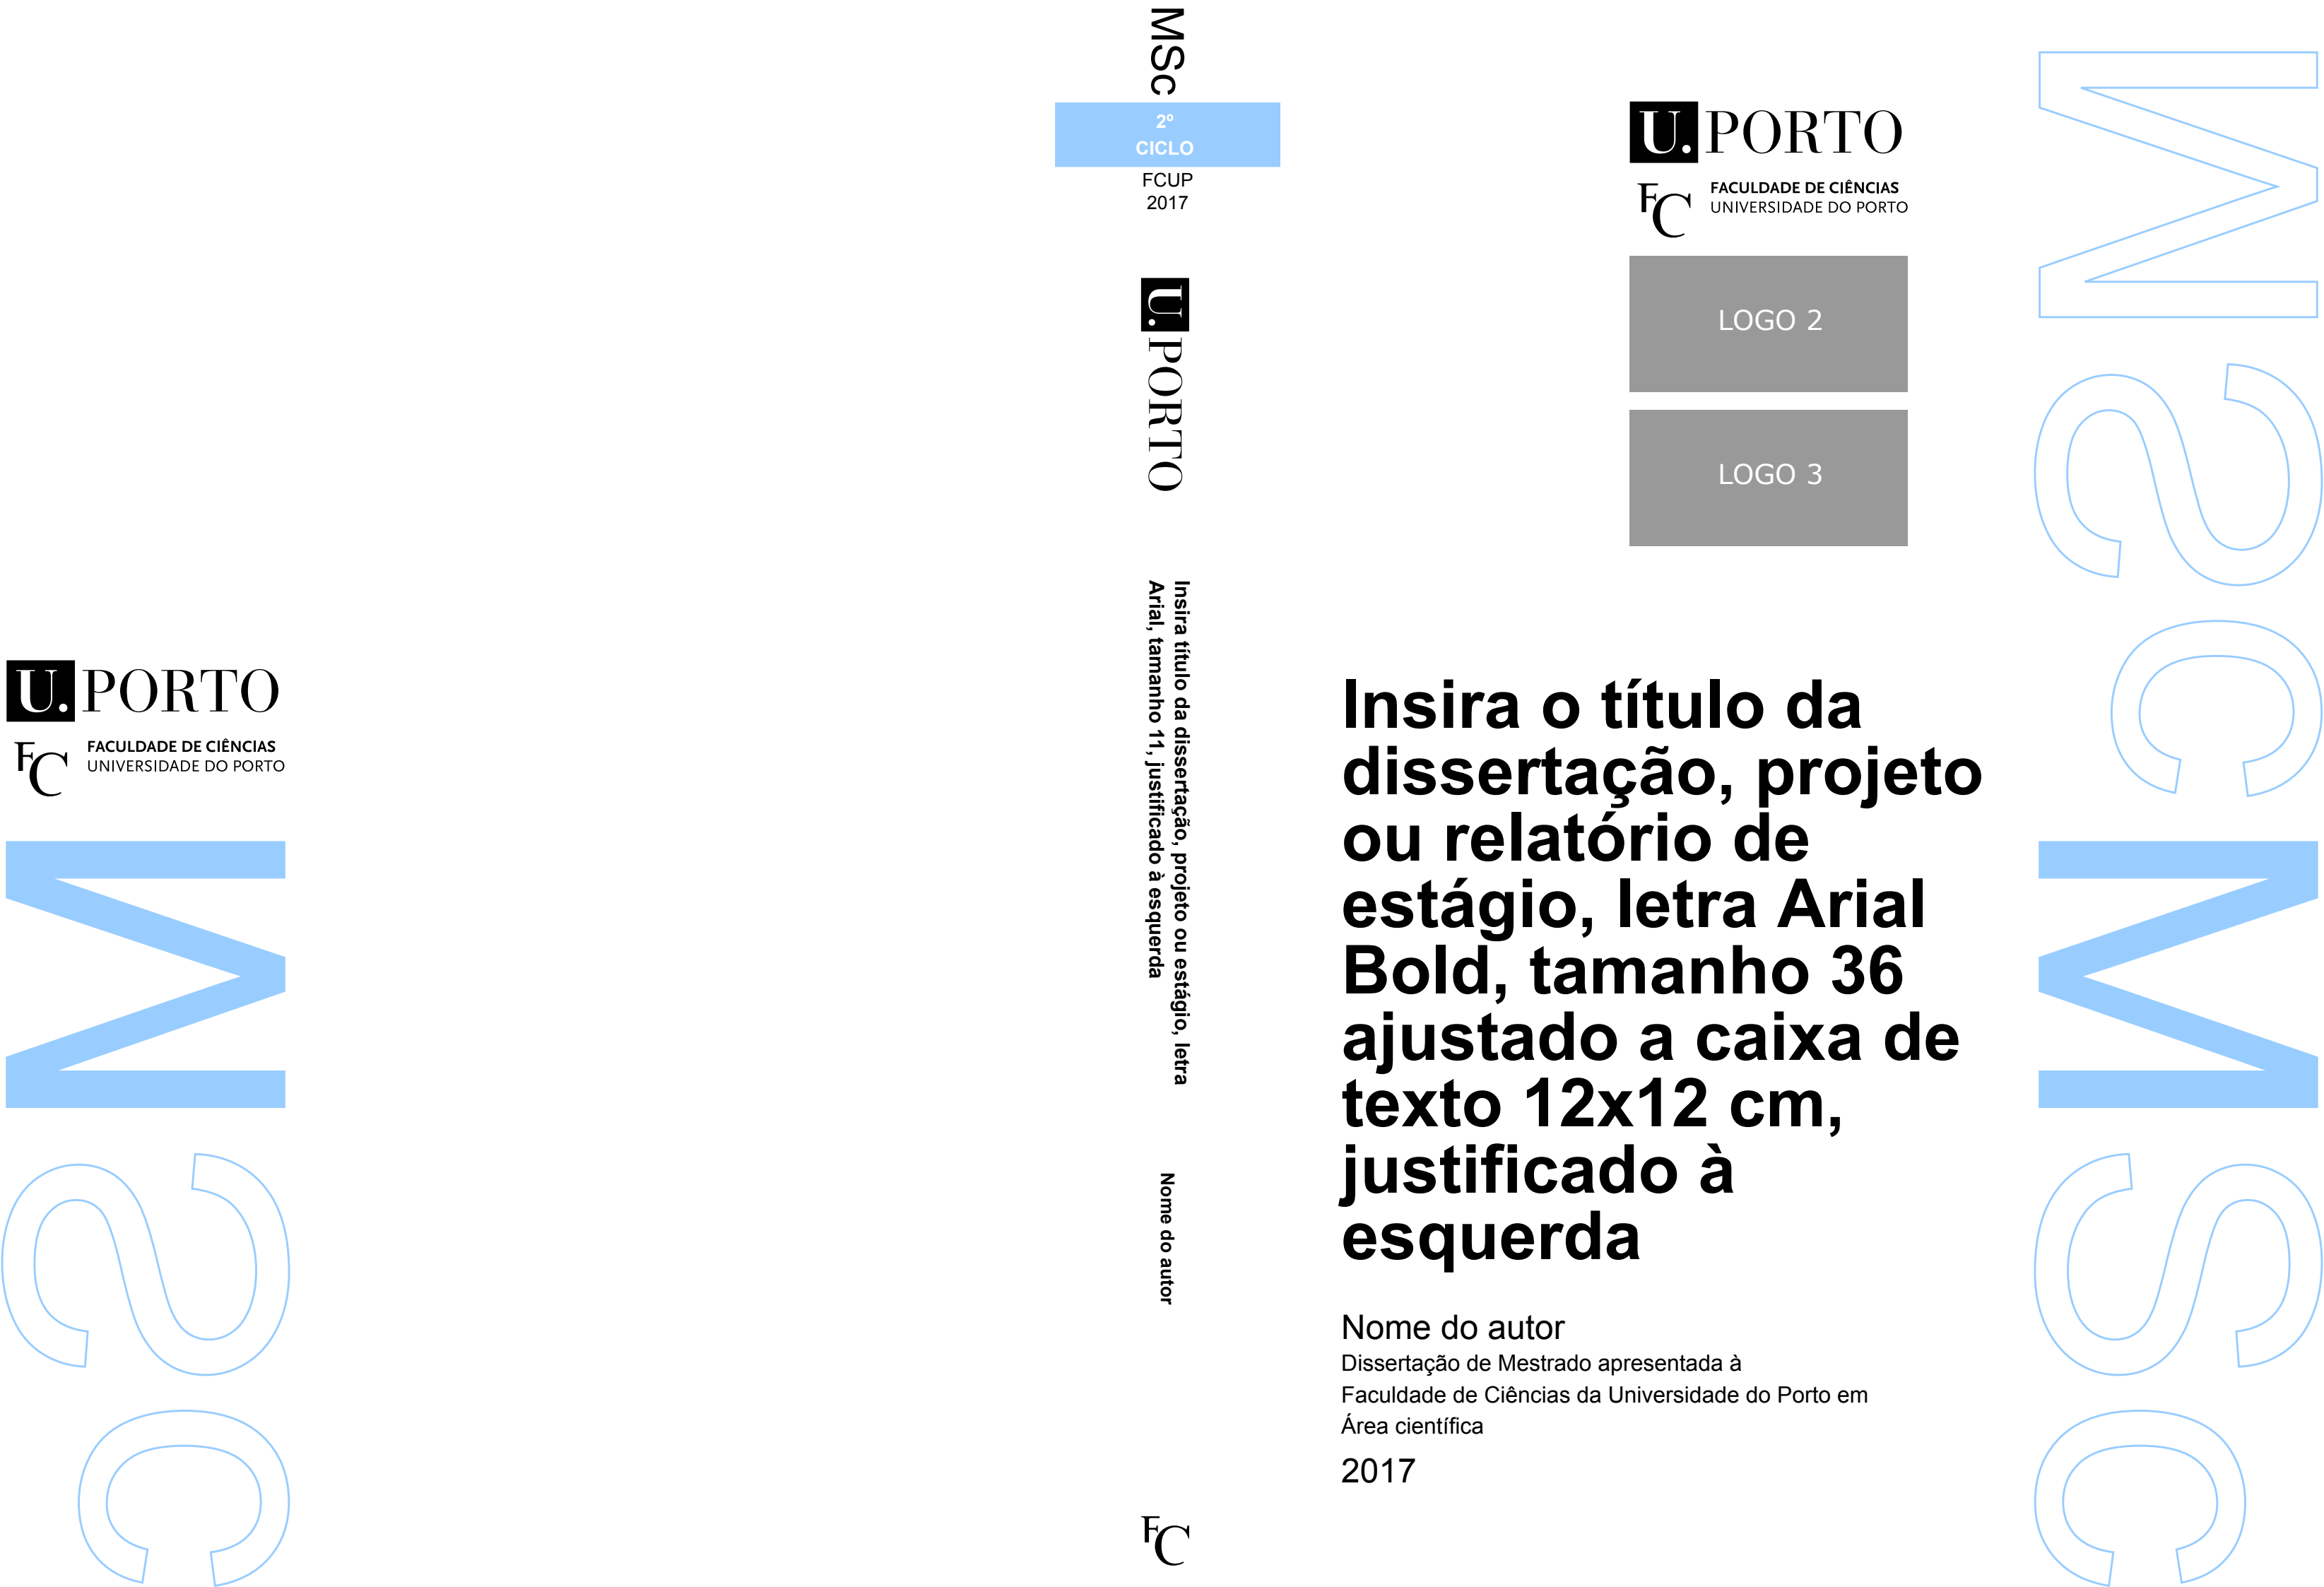 U. PORTO
FC FACULDADE DE CIÊNCIAS
UNIVERSIDADE DO PORTO
MSc
MSc
2º
CICLO
FCUP
2017
U. PORTO
Insira título da dissertação, projeto ou estágio, letra
Arial, tamanho 11, justificado à esquerda
Nome do autor
FC
U. PORTO
FC FACULDADE DE CIÊNCIAS
UNIVERSIDADE DO PORTO
LOGO 2
LOGO 3
Insira o título da
dissertação, projeto
ou relatório de
estágio, letra Arial
Bold, tamanho 36
ajustado a caixa de
texto 12x12 cm,
justificado à
esquerda
Nome do autor
Dissertação de Mestrado apresentada à
Faculdade de Ciências da Universidade do Porto em
Área científica
2017
MSc
MSc